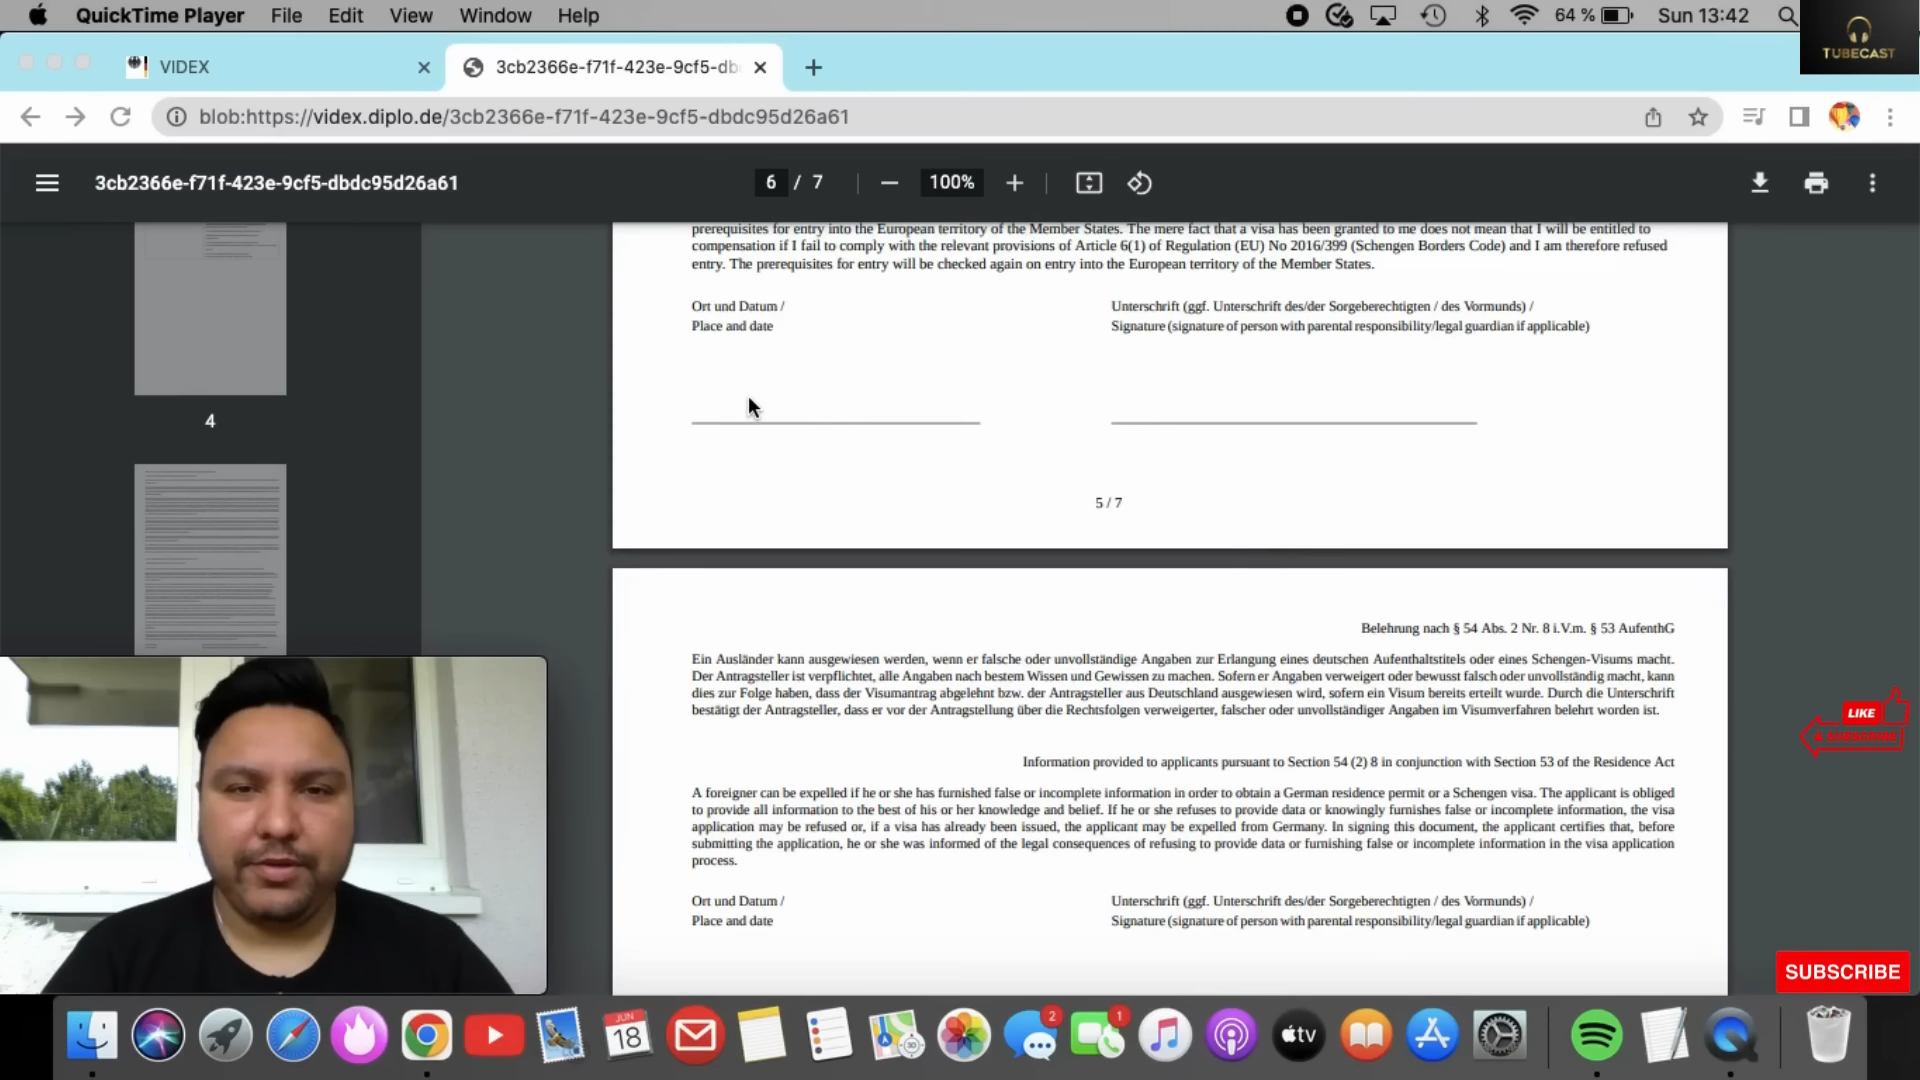 QuickTime Player File Edit View Window Help 64 % Sun 13:42
TUBECAST
VIDEX 3cb2366e-f71f-423e-9cf5-db
blob:https://videx.diplo.de/3cb2366e-f71f-423e-9cf5-dbdc95d26a61
3cb2366e-f71f-423e-9cf5-dbdc95d26a61 6 / 7 100%
prerequisites for entry into the European territory of the Member States. The mere fact that a visa has been granted to me does not mean that I will be entitled to
compensation if I fail to comply with the relevant provisions of Article 6(1) of Regulation (EU) No 2016/399 (Schengen Borders Code) and I am therefore refused
entry. The prerequisites for entry will be checked again on entry into the European territory of the Member States.
Ort und Datum / Unterschrift (ggf. Unterschrift des/der Sorgeberechtigten / des Vormunds) /
Place and date Signature (signature of person with parental responsibility/legal guardian if applicable)
4
5 / 7
Belehrung nach § 54 Abs. 2 Nr. 8 i.V.m. § 53 AufenthG
Ein Ausländer kann ausgewiesen werden, wenn er falsche oder unvollständige Angaben zur Erlangung eines deutschen Aufenthaltstitels oder eines Schengen-Visums macht.
Der Antragsteller ist verpflichtet, alle Angaben nach bestem Wissen und Gewissen zu machen. Sofern er Angaben verweigert oder bewusst falsch oder unvollständig macht, kann
dies zur Folge haben, dass der Visumantrag abgelehnt bzw. der Antragsteller aus Deutschland ausgewiesen wird, sofern ein Visum bereits erteilt wurde. Durch die Unterschrift
bestätigt der Antragsteller, dass er vor der Antragstellung über die Rechtsfolgen verweigerter, falscher oder unvollständiger Angaben im Visumverfahren belehrt worden ist.
LIKE
& SUBSCRIBE
Information provided to applicants pursuant to Section 54 (2) 8 in conjunction with Section 53 of the Residence Act
A foreigner can be expelled if he or she has furnished false or incomplete information in order to obtain a German residence permit or a Schengen visa. The applicant is obliged
to provide all information to the best of his or her knowledge and belief. If he or she refuses to provide data or knowingly furnishes false or incomplete information, the visa
application may be refused or, if a visa has already been issued, the applicant may be expelled from Germany. In signing this document, the applicant certifies that, before
submitting the application, he or she was informed of the legal consequences of refusing to provide data or furnishing false or incomplete information in the visa application
process.
Ort und Datum / Unterschrift (ggf. Unterschrift des/der Sorgeberechtigten / des Vormunds) /
Place and date Signature (signature of person with parental responsibility/legal guardian if applicable)
SUBSCRIBE
JUN
18
2
1
tv